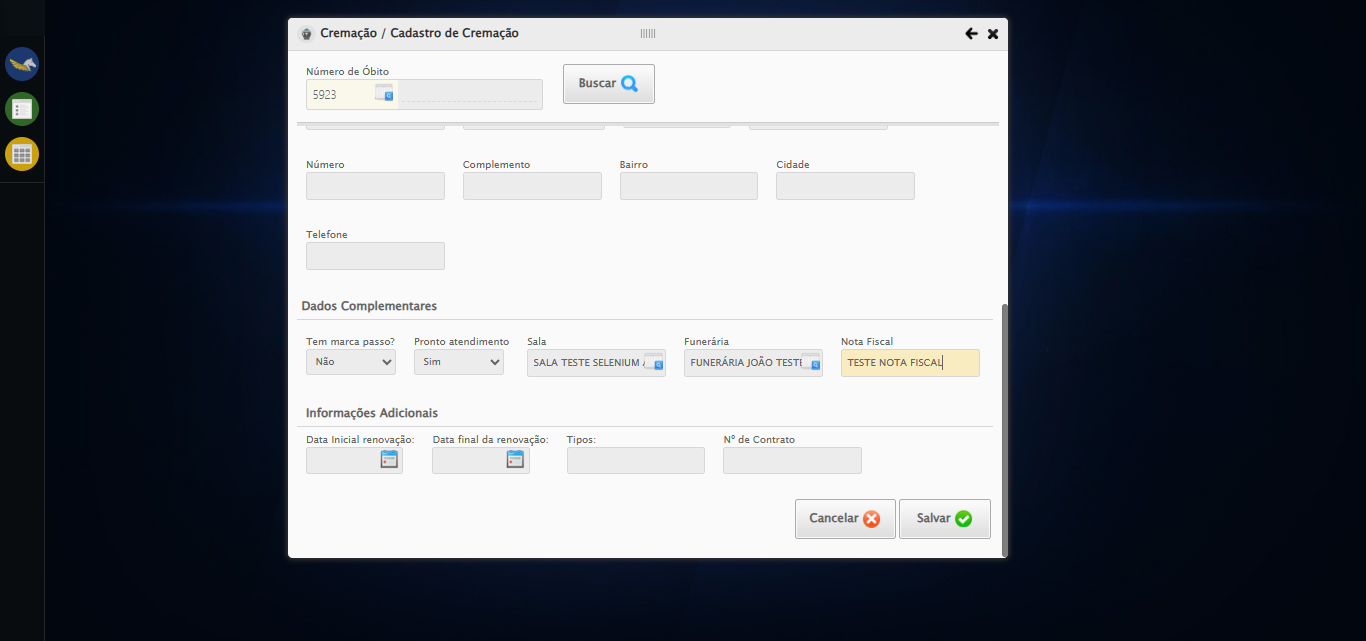 Cremação / Cadastro de Cremação
Número de Óbito
5923
Buscar
Número Complemento Bairro Cidade
Telefone
Dados Complementares
Tem marca passo? Pronto atendimento Sala Funerária Nota Fiscal
Não Sim SALA TESTE SELENIUM FUNERÁRIA JOÃO TESTE TESTE NOTA FISCAL
Informações Adicionais
Data Inicial renovação: Data final da renovação: Tipos: Nº de Contrato
Cancelar Salvar